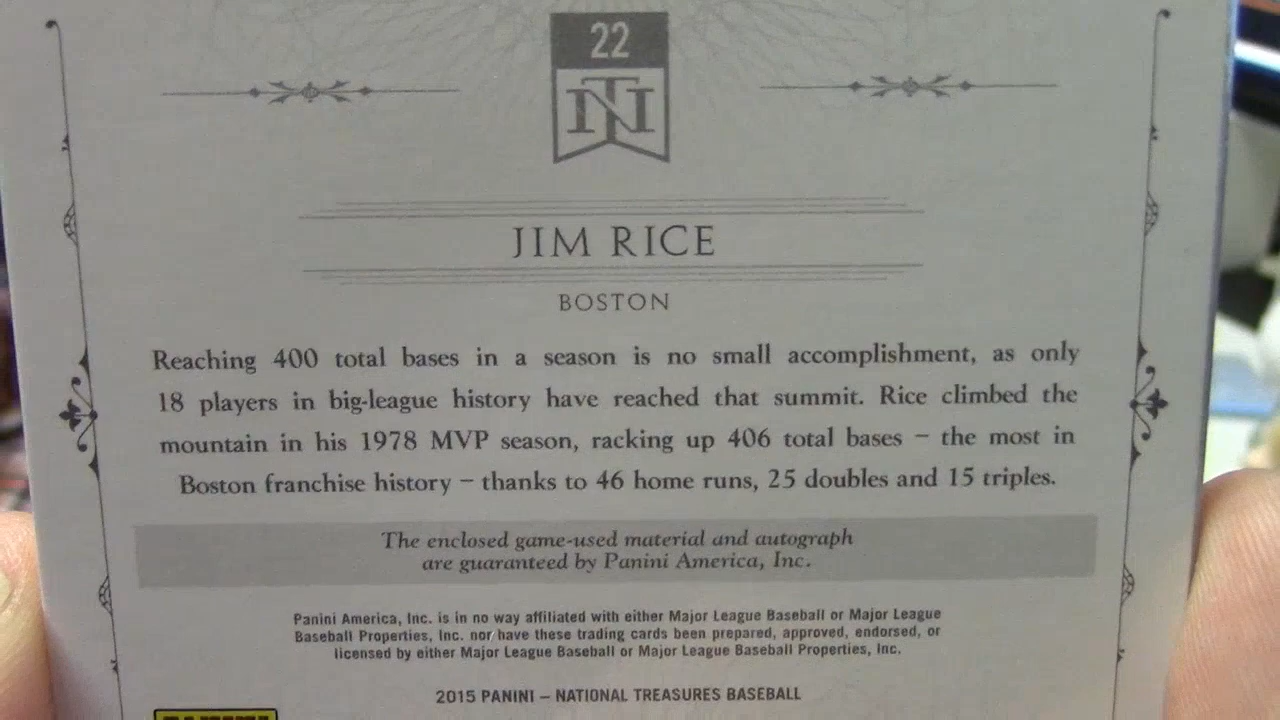 22
NT
JIM RICE
BOSTON
Reaching 400 total bases in a season is no small accomplishment, as only
18 players in big-league history have reached that summit. Rice climbed the
mountain in his 1978 MVP season, racking up 406 total bases – the most in
Boston franchise history – thanks to 46 home runs, 25 doubles and 15 triples.
The enclosed game-used material and autograph
are guaranteed by Panini America, Inc.
Panini America, Inc. is in no way affiliated with either Major League Baseball or Major League
Baseball Properties, Inc. nor have these trading cards been prepared, approved, endorsed, or
licensed by either Major League Baseball or Major League Baseball Properties, Inc.
2015 PANINI – NATIONAL TREASURES BASEBALL
PANINI